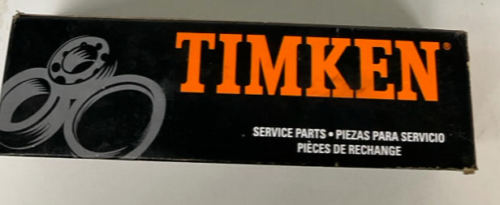 TIMKEN®
SERVICE PARTS • PIEZAS PARA SERVICIO
PIÈCES DE RECHANGE